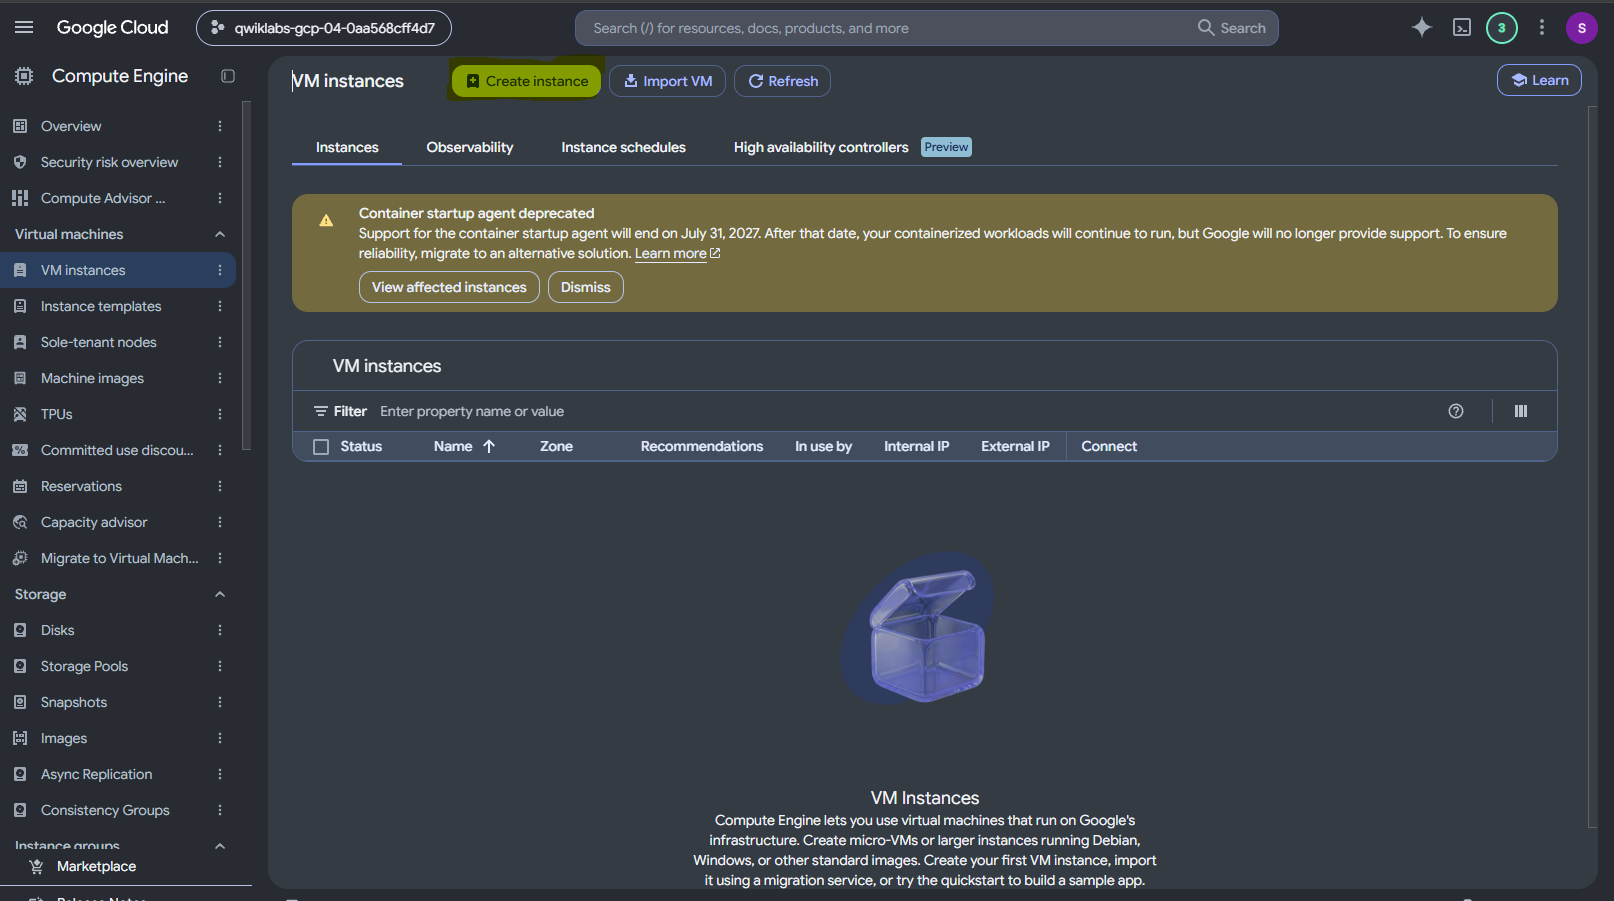 Google Cloud
qwiklabs-gcp-04-0aa568cff4d7
Search (/) for resources, docs, products, and more
Search
3
S
Compute Engine
VM instances
Create instance
Import VM
Refresh
Learn
Overview
Security risk overview
Compute Advisor ...
Virtual machines
VM instances
Instance templates
Sole-tenant nodes
Machine images
TPUs
Committed use discou...
Reservations
Capacity advisor
Migrate to Virtual Mach...
Storage
Disks
Storage Pools
Snapshots
Images
Async Replication
Consistency Groups
Instance groups
Marketplace
Release Notes
Instances
Observability
Instance schedules
High availability controllers
Preview
Container startup agent deprecated
Support for the container startup agent will end on July 31, 2027. After that date, your containerized workloads will continue to run, but Google will no longer provide support. To ensure
reliability, migrate to an alternative solution. Learn more
View affected instances
Dismiss
VM instances
Filter Enter property name or value
Status Name Zone Recommendations In use by Internal IP External IP Connect
VM Instances
Compute Engine lets you use virtual machines that run on Google's
infrastructure. Create micro-VMs or larger instances running Debian,
Windows, or other standard images. Create your first VM instance, import
it using a migration service, or try the quickstart to build a sample app.